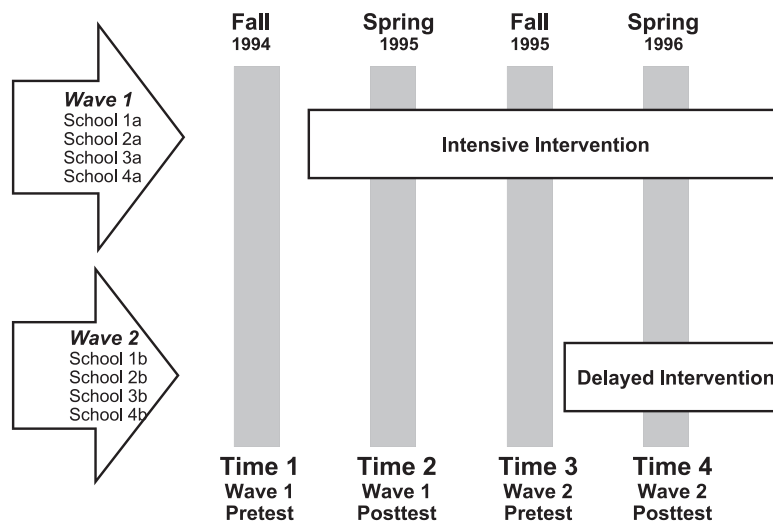 Fall
1994
Spring
1995
Fall
1995
Spring
1996
Wave 1
School 1a
School 2a
School 3a
School 4a
Intensive Intervention
Wave 2
School 1b
School 2b
School 3b
School 4b
Delayed Intervention
Time 1
Wave 1
Pretest
Time 2
Wave 1
Posttest
Time 3
Wave 2
Pretest
Time 4
Wave 2
Posttest